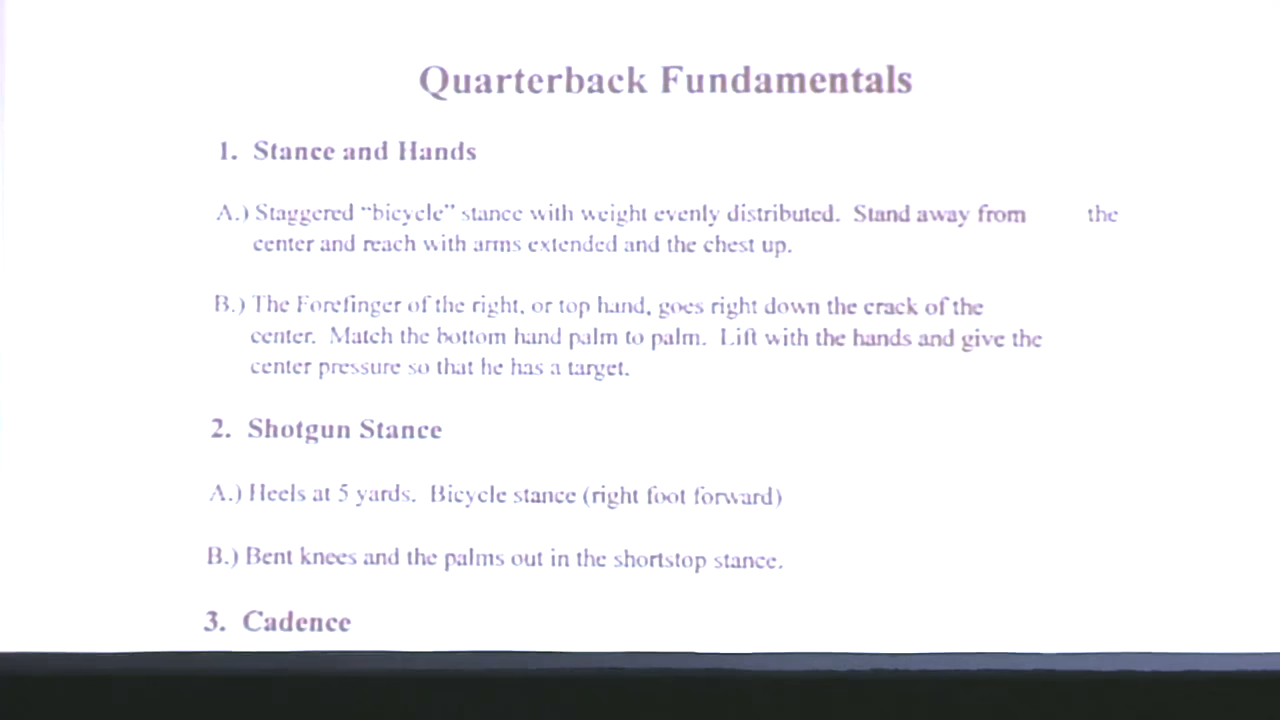 Quarterback Fundamentals
1. Stance and Hands
A.) Staggered “bicycle” stance with weight evenly distributed. Stand away from the
center and reach with arms extended and the chest up.
B.) The Forefinger of the right, or top hand, goes right down the crack of the
center. Match the bottom hand palm to palm. Lift with the hands and give the
center pressure so that he has a target.
2. Shotgun Stance
A.) Heels at 5 yards. Bicycle stance (right foot forward)
B.) Bent knees and the palms out in the shortstop stance.
3. Cadence